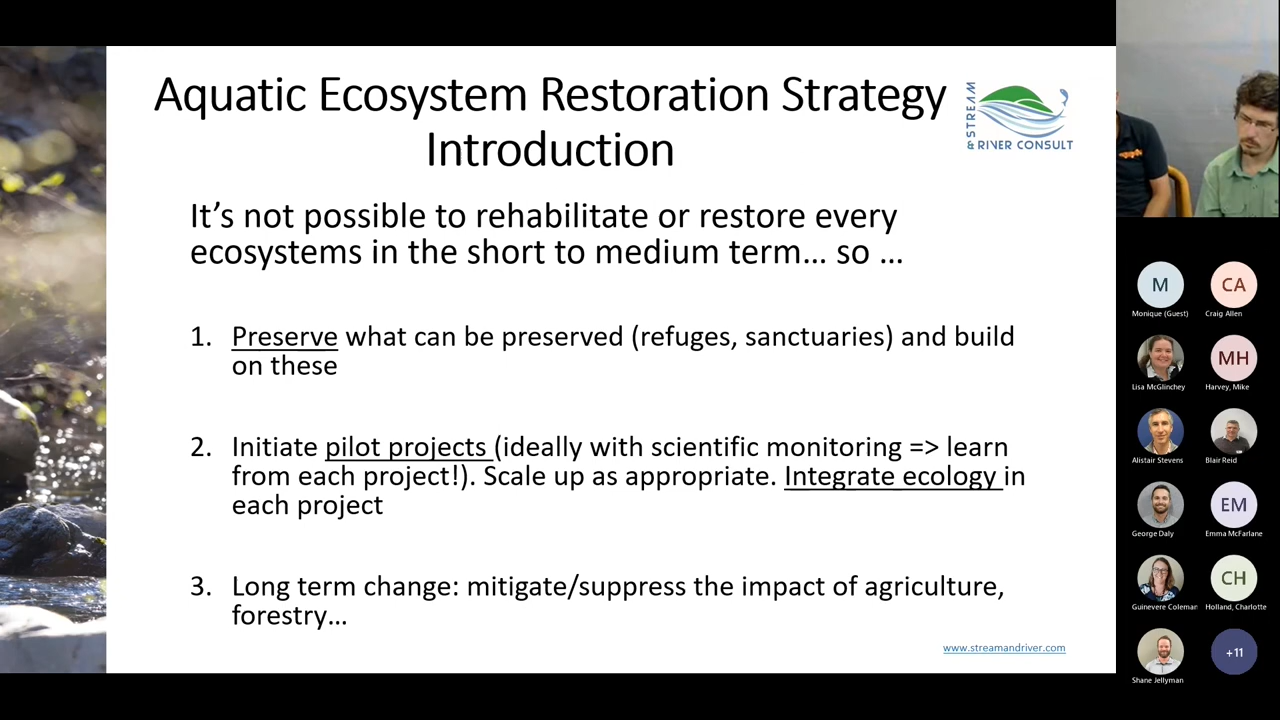 Aquatic Ecosystem Restoration Strategy
Introduction
& STREAM
RIVER CONSULT
It's not possible to rehabilitate or restore every
ecosystems in the short to medium term... so ...
1. Preserve what can be preserved (refuges, sanctuaries) and build
on these
2. Initiate pilot projects (ideally with scientific monitoring => learn
from each project!). Scale up as appropriate. Integrate ecology in
each project
3. Long term change: mitigate/suppress the impact of agriculture,
forestry...
www.streamandriver.com
M
CA
Monique (Guest)
Craig Allen
MH
Lisa McGlinchey
Harvey, Mike
Alistair Stevens
Blair Reid
EM
George Daly
Emma McFarlane
CH
Guinevere Coleman
Holland, Charlotte
+11
Shane Jellyman